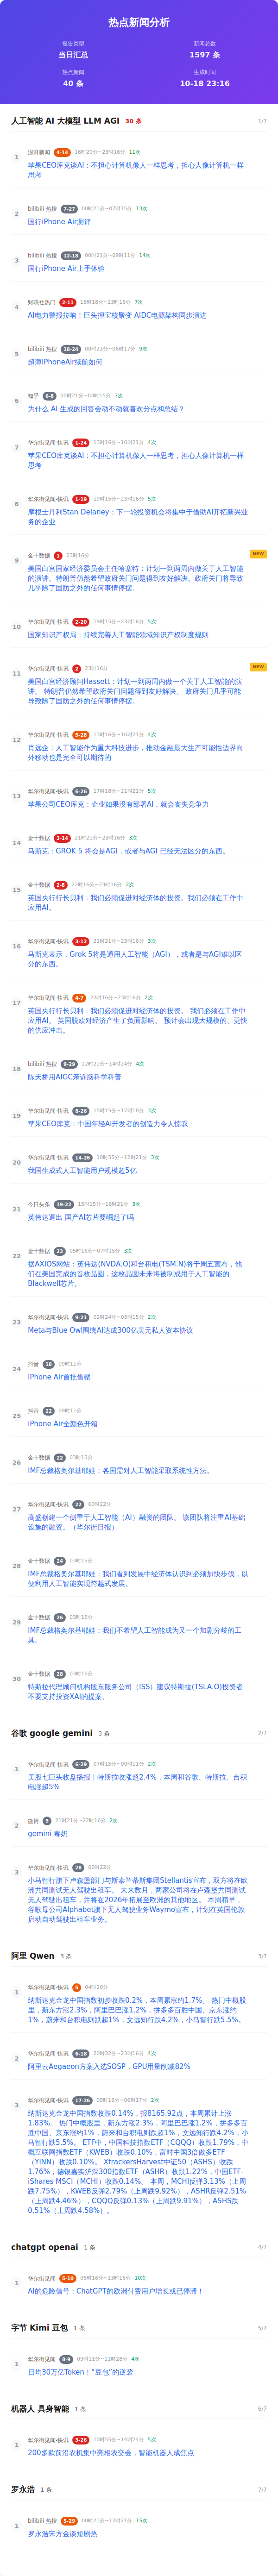 热点新闻分析
报告类型
当日汇总
新闻总数
1597 条
热点新闻
40 条
生成时间
10-18 23:16
人工智能 AI 大模型 LLM AGI 30 条 1/7
1
澎湃新闻 4-14 16时20分~23时16分 11次
苹果CEO库克谈AI：不担心计算机像人一样思考，担心人像计算机一样
思考
2
bilibili 热搜 7-27 00时21分~07时15分 13次
国行iPhone Air测评
3
bilibili 热搜 12-18 00时21分~09时11分 14次
国行iPhone Air上手体验
4
财联社热门 2-11 18时18分~23时16分 7次
AI电力警报拉响！巨头押宝核聚变 AIDC电源架构同步演进
5
bilibili 热搜 18-24 00时21分~06时17分 9次
超薄iPhoneAir续航如何
6
知乎 6-8 00时21分~03时15分 7次
为什么 AI 生成的回答会动不动就喜欢分点和总结？
7
华尔街见闻-快讯 1-24 13时16分~16时21分 4次
苹果CEO库克谈AI：不担心计算机像人一样思考，担心人像计算机一样
思考
8
华尔街见闻-快讯 1-19 19时15分~23时16分 5次
摩根士丹利Stan Delaney：下一轮投资机会将集中于借助AI开拓新兴业
务的企业
9
金十数据 1 23时16分
NEW
美国白宫国家经济委员会主任哈塞特：计划一到两周内做关于人工智能
的演讲。特朗普仍然希望政府关门问题得到友好解决。政府关门将导致
几乎除了国防之外的任何事情停摆。
10
华尔街见闻-快讯 2-20 19时15分~23时16分 5次
国家知识产权局：持续完善人工智能领域知识产权制度规则
11
华尔街见闻-快讯 2 23时16分
NEW
美国白宫经济顾问Hassett：计划一到两周内做一个关于人工智能的演
讲。 特朗普仍然希望政府关门问题得到友好解决。 政府关门几乎可能
导致除了国防之外的任何事情停摆。
12
华尔街见闻-快讯 5-28 13时16分~16时21分 4次
肖远企：人工智能作为重大科技进步，推动金融最大生产可能性边界向
外移动也是完全可以期待的
13
华尔街见闻-快讯 6-26 17时18分~21时21分 5次
苹果公司CEO库克：企业如果没有部署AI，就会丧失竞争力
14
金十数据 3-14 21时21分~23时16分 3次
马斯克：GROK 5 将会是AGI，或者与AGI 已经无法区分的东西。
15
金十数据 2-8 22时16分~23时16分 2次
英国央行行长贝利：我们必须促进对经济体的投资。我们必须在工作中
应用AI。
16
华尔街见闻-快讯 3-12 21时21分~23时16分 3次
马斯克表示，Grok 5将是通用人工智能（AGI），或者是与AGI难以区
分的东西。
17
华尔街见闻-快讯 4-7 22时16分~23时16分 2次
英国央行行长贝利：我们必须促进对经济体的投资。 我们必须在工作中
应用AI。 英国脱欧对经济产生了负面影响。 预计会出现大规模的、更快
的供应冲击。
18
bilibili 热搜 9-29 12时21分~14时24分 4次
陈天桥用AIGC亲诉脑科学科普
19
华尔街见闻-快讯 8-26 15时15分~17时18分 3次
苹果CEO库克：中国年轻AI开发者的创造力令人惊叹
20
华尔街见闻-快讯 14-26 10时55分~12时21分 3次
我国生成式人工智能用户规模超5亿
21
今日头条 19-22 15时15分~16时21分 3次
英伟达退出 国产AI芯片要崛起了吗
22
金十数据 23 05时16分~07时15分 3次
据AXIOS网站：英伟达(NVDA.O)和台积电(TSM.N)将于周五宣布，他
们在美国完成的首枚晶圆，这枚晶圆未来将被制成用于人工智能的
Blackwell芯片。
23
华尔街见闻-快讯 9-21 02时24分~03时15分 2次
Meta与Blue Owl围绕AI达成300亿美元私人资本协议
24
抖音 18 09时11分
iPhone Air首批售罄
25
抖音 22 09时11分
iPhone Air全颜色开箱
26
金十数据 22 03时15分
IMF总裁格奥尔基耶娃：各国需对人工智能采取系统性方法。
27
华尔街见闻-快讯 22 00时22分
高盛创建一个侧重于人工智能（AI）融资的团队。 该团队将注重AI基础
设施的融资。（华尔街日报）
28
金十数据 24 03时15分
IMF总裁格奥尔基耶娃：我们看到发展中经济体认识到必须加快步伐，以
便利用人工智能实现跨越式发展。
29
金十数据 26 03时15分
IMF总裁格奥尔基耶娃：我们不希望人工智能成为又一个加剧分歧的工
具。
30
金十数据 28 03时15分
特斯拉代理顾问机构股东服务公司（ISS）建议特斯拉(TSLA.O)投资者
不要支持投资XAI的提案。
谷歌 google gemini 3 条 2/7
1
华尔街见闻-快讯 6-29 07时15分~09时11分 2次
美股七巨头收盘播报｜特斯拉收涨超2.4%，本周和谷歌、特斯拉、台积
电涨超5%
2
微博 9 21时21分~22时16分 2次
gemini 毒奶
3
华尔街见闻-快讯 28 00时22分
小马智行旗下卢森堡部门与斯泰兰蒂斯集团Stellantis宣布，双方将在欧
洲共同测试无人驾驶出租车。 未来数月，两家公司将在卢森堡共同测试
无人驾驶出租车，并将在2026年拓展至欧洲的其他地区。 本周稍早，
谷歌母公司Alphabet旗下无人驾驶业务Waymo宣布，计划在英国伦敦
启动自动驾驶出租车业务。
阿里 Qwen 3 条 3/7
1
华尔街见闻-快讯 5 04时20分
纳斯达克金龙中国指数初步收跌0.2%，本周累涨约1.7%。 热门中概股
里，新东方涨2.3%，阿里巴巴涨1.2%，拼多多百胜中国、京东涨约
1%，蔚来和台积电则跌超1%，文远知行跌4.2%，小马智行跌5.5%。
2
华尔街见闻-快讯 6-18 20时32分~23时16分 4次
阿里云Aegaeon方案入选SOSP，GPU用量削减82%
3
华尔街见闻-快讯 17-26 05时16分~06时17分 2次
纳斯达克金龙中国指数收跌0.14%，报8165.92点，本周累计上涨
1.83%。 热门中概股里，新东方涨2.3%，阿里巴巴涨1.2%，拼多多百
胜中国、京东涨约1%，蔚来和台积电则跌超1%，文远知行跌4.2%，小
马智行跌5.5%。 ETF中，中国科技指数ETF（CQQQ）收跌1.79%，中
概互联网指数ETF（KWEB）收跌0.10%，富时中国3倍做多ETF
（YINN）收跌0.10%。 XtrackersHarvest中证50（ASHS）收跌
1.76%，德银嘉实沪深300指数ETF（ASHR）收跌1.22%，中国ETF-
iShares MSCI（MCHI）收跌0.14%。 本周，MCHI反弹3.13%（上周
跌7.75%），KWEB反弹2.79%（上周跌9.92%），ASHR反弹2.51%
（上周跌4.46%），CQQQ反弹0.13%（上周跌9.91%），ASHS跌
0.51%（上周跌4.58%）。
chatgpt openai 1 条 4/7
1
华尔街见闻 5-10 06时16分~13时16分 10次
AI的危险信号：ChatGPT的欧洲付费用户增长或已停滞！
字节 Kimi 豆包 1 条 5/7
1
华尔街见闻 8-9 09时11分~11时28分 4次
日均30万亿Token！“豆包”的逆袭
机器人 具身智能 1 条 6/7
1
华尔街见闻-快讯 3-26 10时55分~14时24分 5次
200多款前沿农机集中亮相农交会，智能机器人成焦点
罗永浩 1 条 7/7
1
bilibili 热搜 5-29 00时21分~12时21分 15次
罗永浩宋方金谈短剧热